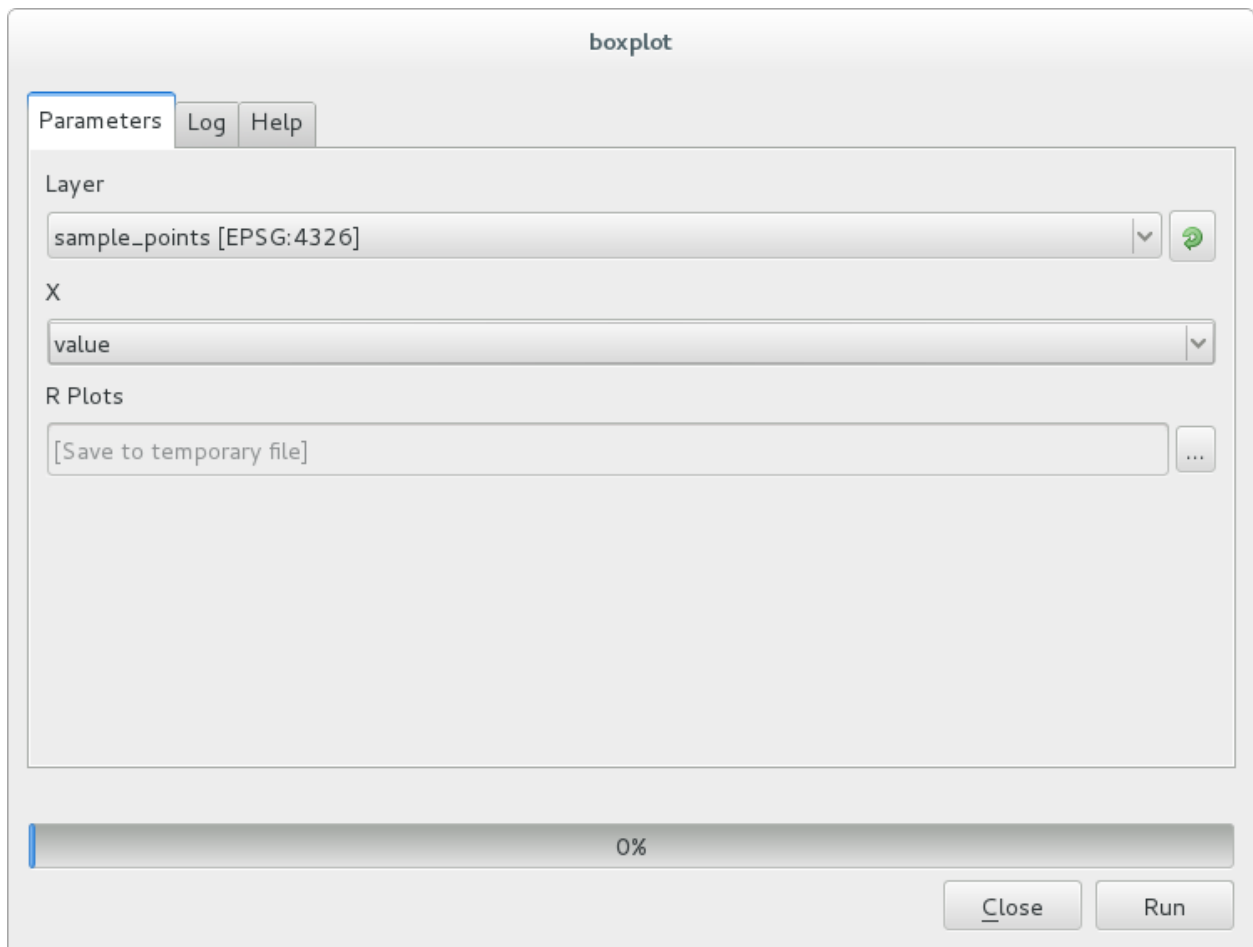 boxplot
Parameters Log Help
Layer
sample_points [EPSG:4326]
X
value
R Plots
[Save to temporary file] ...
0%
Close Run